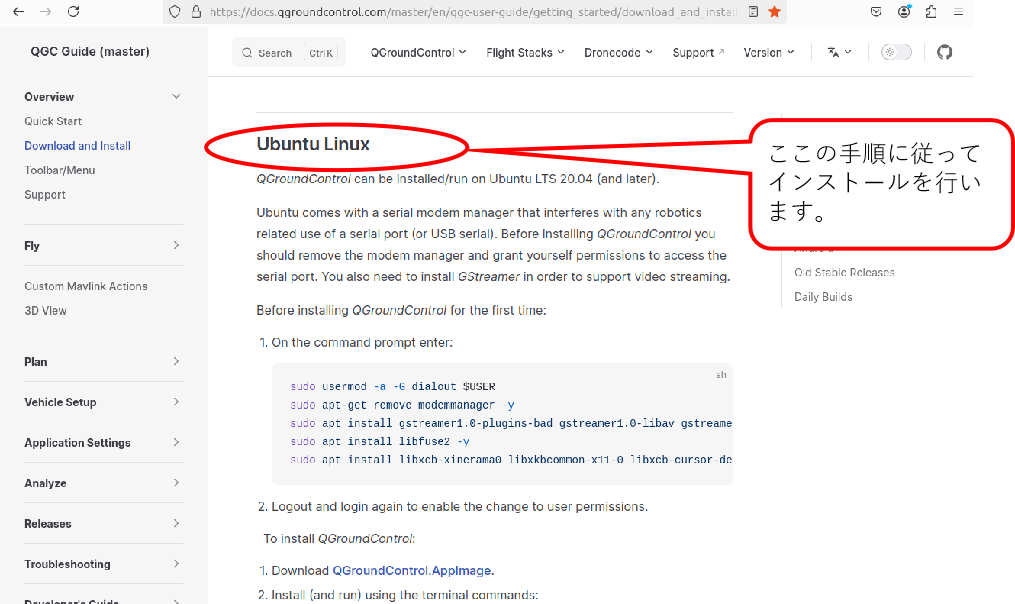 https://docs.qgroundcontrol.com/master/en/qgc-user-guide/getting_started/download_and_instal
QGC Guide (master)
Search Ctrl K
QGroundControl
Flight Stacks
Dronecode
Support
Version
Overview
Quick Start
Download and Install
Toolbar/Menu
Support
Fly
Custom Mavlink Actions
3D View
Plan
Vehicle Setup
Application Settings
Analyze
Releases
Troubleshooting
Ubuntu Linux
QGroundControl can be installed/run on Ubuntu LTS 20.04 (and later).
Ubuntu comes with a serial modem manager that interferes with any robotics
related use of a serial port (or USB serial). Before installing QGroundControl you
should remove the modem manager and grant yourself permissions to access the
serial port. You also need to install GStreamer in order to support video streaming.
Before installing QGroundControl for the first time:
1. On the command prompt enter:
sh
sudo usermod -a -G dialout $USER
sudo apt-get remove modemmanager -y
sudo apt install gstreamer1.0-plugins-bad gstreamer1.0-libav gstreame
sudo apt install libfuse2 -y
sudo apt install libxcb-xinerama0 libxkbcommon-x11-0 libxcb-cursor-de
2. Logout and login again to enable the change to user permissions.
To install QGroundControl:
1. Download QGroundControl.AppImage.
2. Install (and run) using the terminal commands:
ここの手順に従って
インストールを行い
ます。
Old Stable Releases
Daily Builds